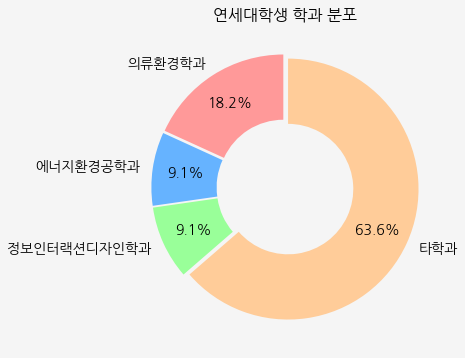 연세대학생 학과 분포
의류환경학과
18.2%
에너지환경공학과
9.1%
정보인터랙션디자인학과
9.1%
63.6%
타학과